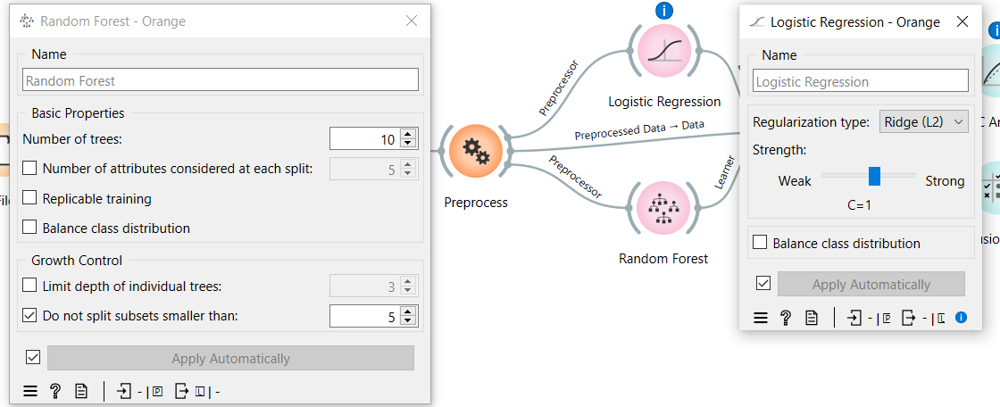 Random Forest - Orange
Name
Random Forest
Basic Properties
Number of trees: 10
Number of attributes considered at each split: 5
Replicable training
Balance class distribution
Growth Control
Limit depth of individual trees: 3
Do not split subsets smaller than: 5
Apply Automatically
Preprocess
Preprocessor
Preprocessed Data → Data
Preprocessor
Learner
Logistic Regression
Random Forest
Logistic Regression - Orange
Name
Logistic Regression
Regularization type: Ridge (L2)
Strength:
Weak Strong
C=1
Balance class distribution
Apply Automatically